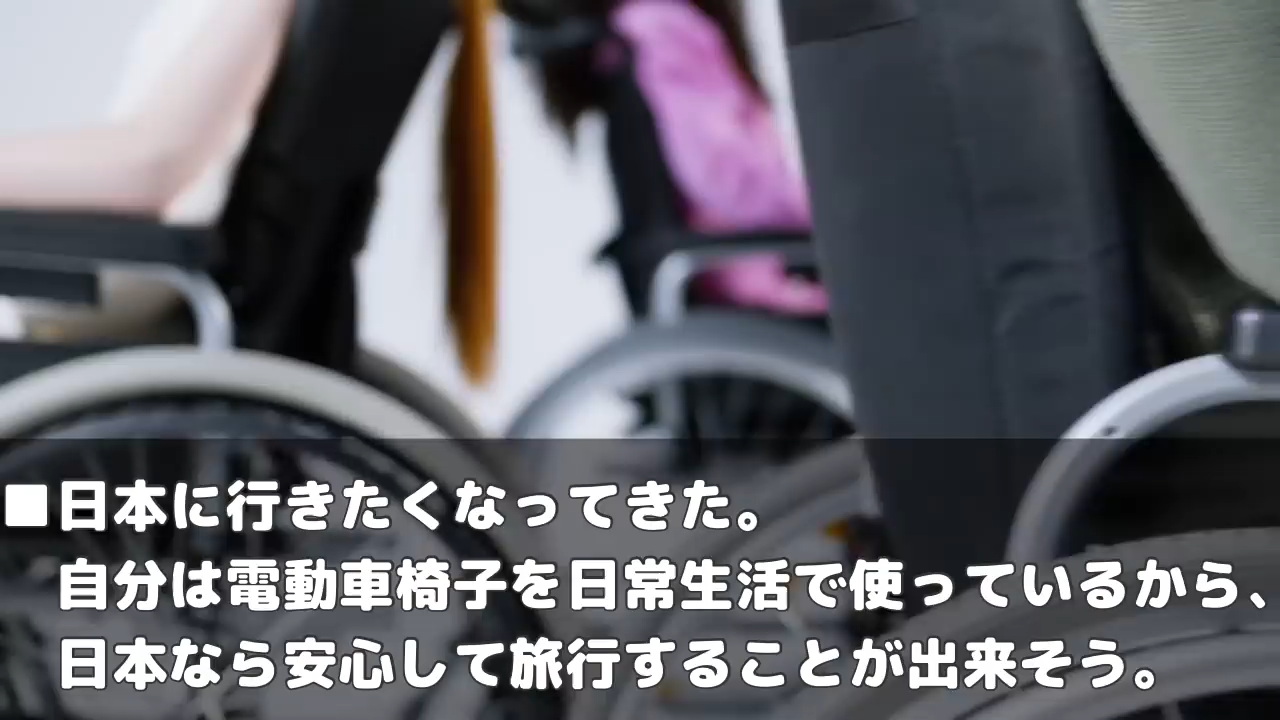 ■日本に行きたくなってきた。
自分は電動車椅子を日常生活で使っているから、
日本なら安心して旅行することが出来そう。